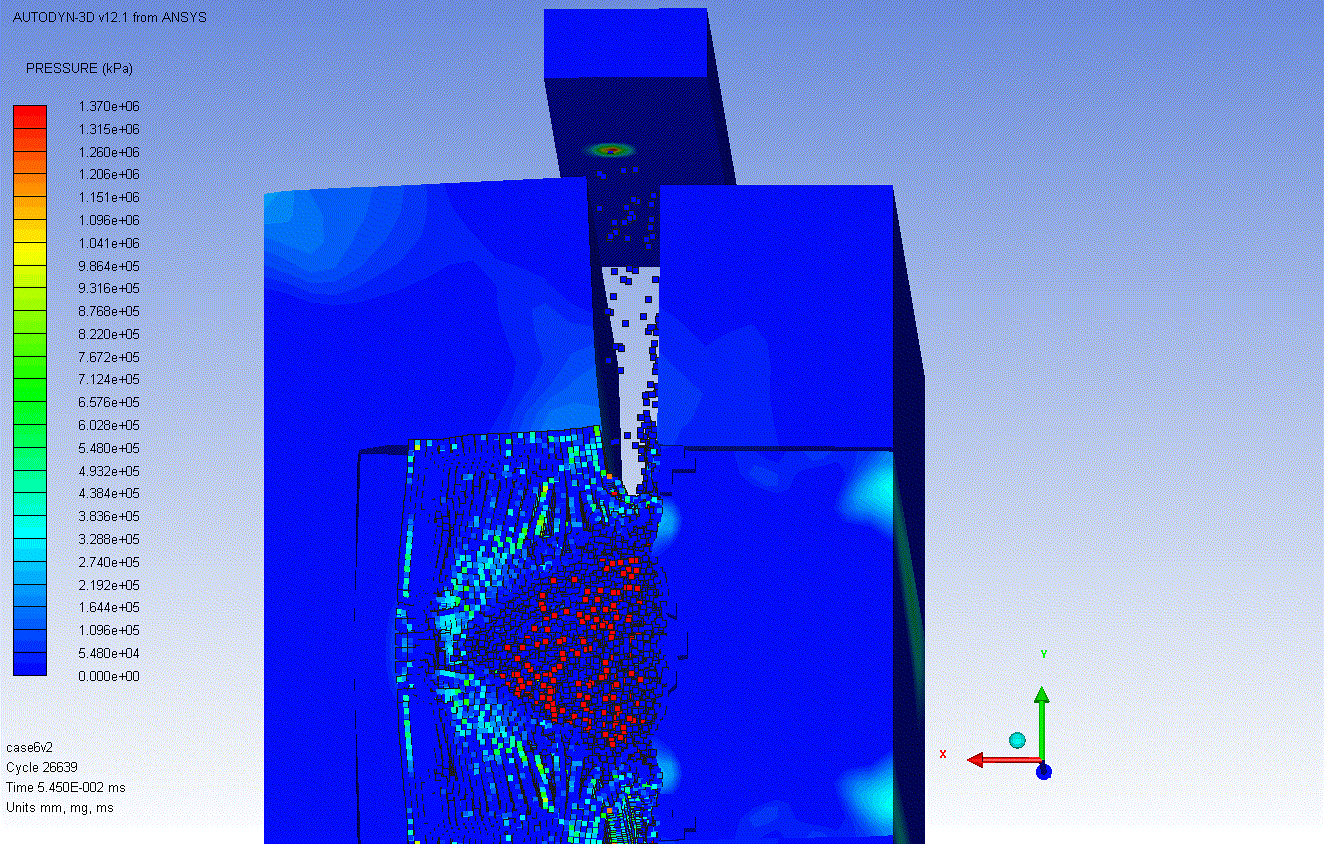 AUTODYN-3D v12.1 from ANSYS
PRESSURE (kPa)
1.370e+06
1.315e+06
1.260e+06
1.206e+06
1.151e+06
1.096e+06
1.041e+06
9.864e+05
9.316e+05
8.768e+05
8.220e+05
7.672e+05
7.124e+05
6.576e+05
6.028e+05
5.480e+05
4.932e+05
4.384e+05
3.836e+05
3.288e+05
2.740e+05
2.192e+05
1.644e+05
1.096e+05
5.480e+04
0.000e+00
Y
X
case6v2
Cycle 26639
Time 5.450E-002 ms
Units mm, mg, ms